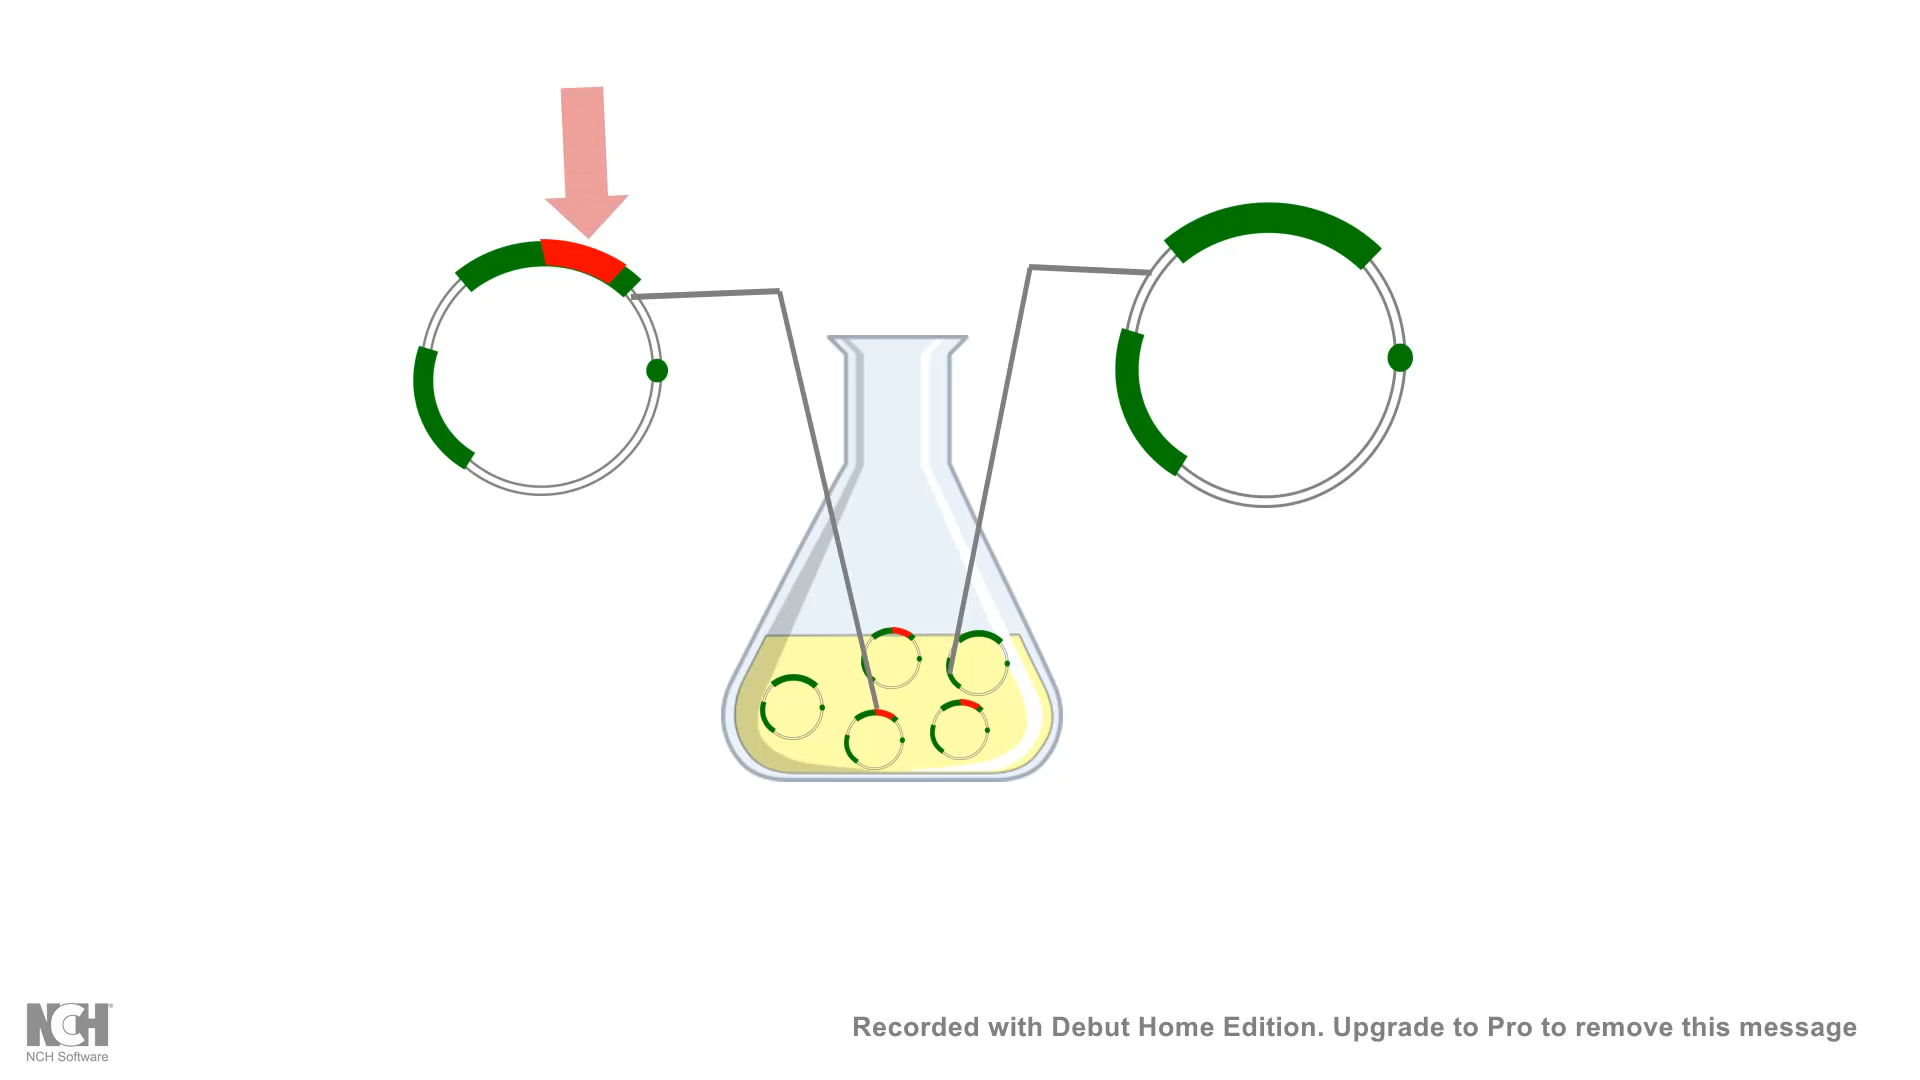 NCH
NCH Software
Recorded with Debut Home Edition. Upgrade to Pro to remove this message